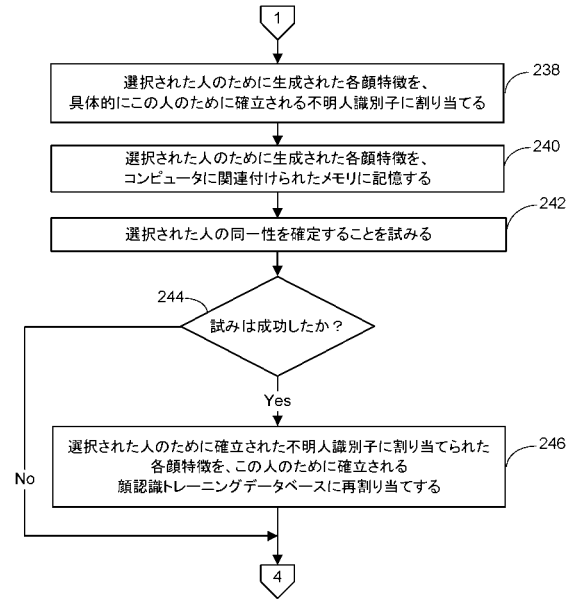 1
選択された人のために生成された各顔特徴を、
具体的にこの人のために確立される不明人識別子に割り当てる
238
選択された人のために生成された各顔特徴を、
コンピュータに関連付けられたメモリに記憶する
240
選択された人の同一性を確定することを試みる
242
244
試みは成功したか?
Yes
選択された人のために確立された不明人識別子に割り当てられた
各顔特徴を、この人のために確立される
顔認識トレーニングデータベースに再割り当てする
246
No
4